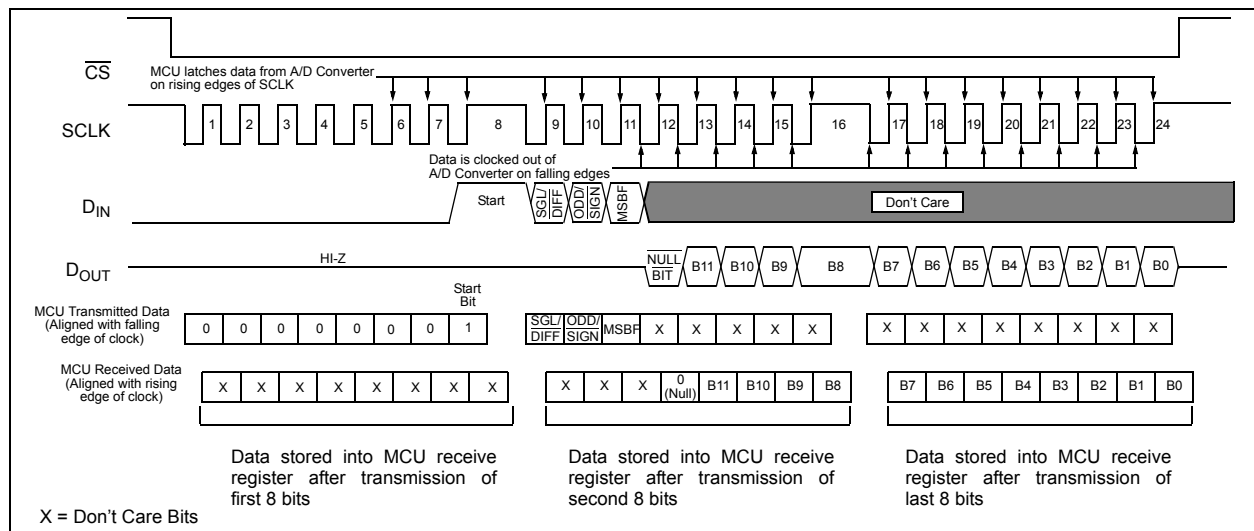 CS
MCU latches data from A/D Converter
on rising edges of SCLK
SCLK
1 2 3 4 5 6 7 8 9 10 11 12 13 14 15 16 17 18 19 20 21 22 23 24
Data is clocked out of
A/D Converter on falling edges
DIN
Start
SGL/
DIFF
ODD/
SIGN
MSBF
Don't Care
DOUT
HI-Z
NULL
BIT
B11 B10 B9 B8 B7 B6 B5 B4 B3 B2 B1 B0
Start
Bit
MCU Transmitted Data
(Aligned with falling
edge of clock)
0 0 0 0 0 0 0 1
SGL/
DIFF
ODD/
SIGN
MSBF X X X X X
X X X X X X X X
MCU Received Data
(Aligned with rising
edge of clock)
X X X X X X X X
X X X 0
(Null)
B11 B10 B9 B8
B7 B6 B5 B4 B3 B2 B1 B0
Data stored into MCU receive
register after transmission of
first 8 bits
Data stored into MCU receive
register after transmission of
second 8 bits
Data stored into MCU receive
register after transmission of
last 8 bits
X = Don't Care Bits